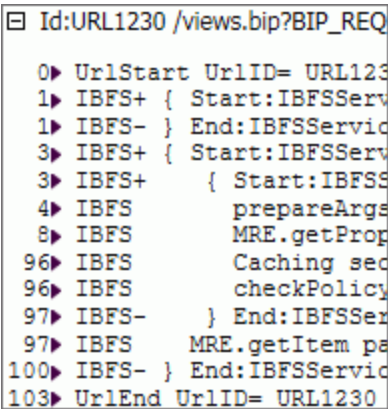 Id:URL1230 /views.bip?BIP_REQ
0 UrlStart UrlID= URL123
1 IBFS+ { Start:IBFSServ
1 IBFS- } End:IBFSServic
3 IBFS+ { Start:IBFSServ
3 IBFS+ { Start:IBFSS
4 IBFS prepareArgs
8 IBFS MRE.getProp
96 IBFS Caching sec
96 IBFS checkPolicy
97 IBFS- } End:IBFSSer
97 IBFS MRE.getItem pa
100 IBFS- } End:IBFSServic
103 UrlEnd UrlID= URL1230